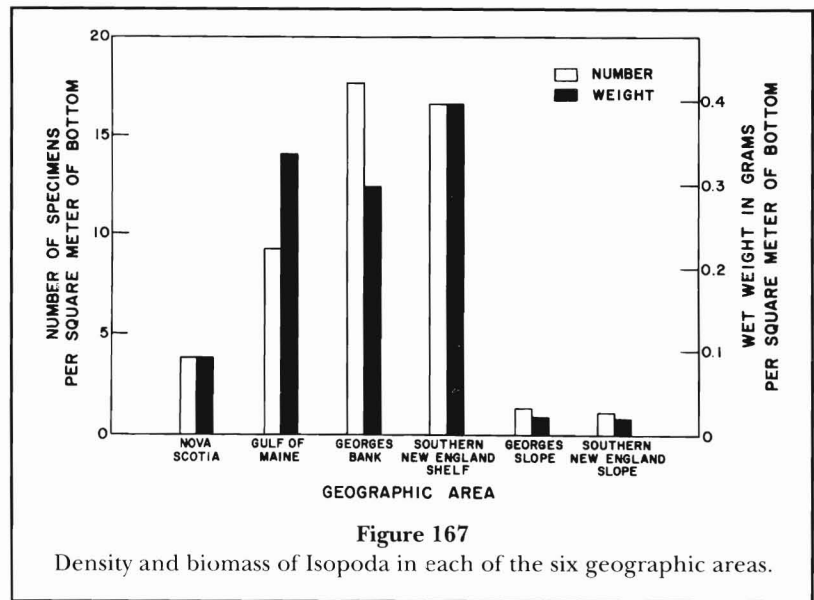 20
15
10
5
0
NUMBER OF SPECIMENS
PER SQUARE METER OF BOTTOM
NUMBER
WEIGHT
0.4
0.3
0.2
0.1
0
WET WEIGHT IN GRAMS
PER SQUARE METER OF BOTTOM
NOVA
SCOTIA
GULF OF
MAINE
GEORGES
BANK
SOUTHERN
NEW ENGLAND
SHELF
GEORGES
SLOPE
SOUTHERN
NEW ENGLAND
SLOPE
GEOGRAPHIC AREA
Figure 167
Density and biomass of Isopoda in each of the six geographic areas.